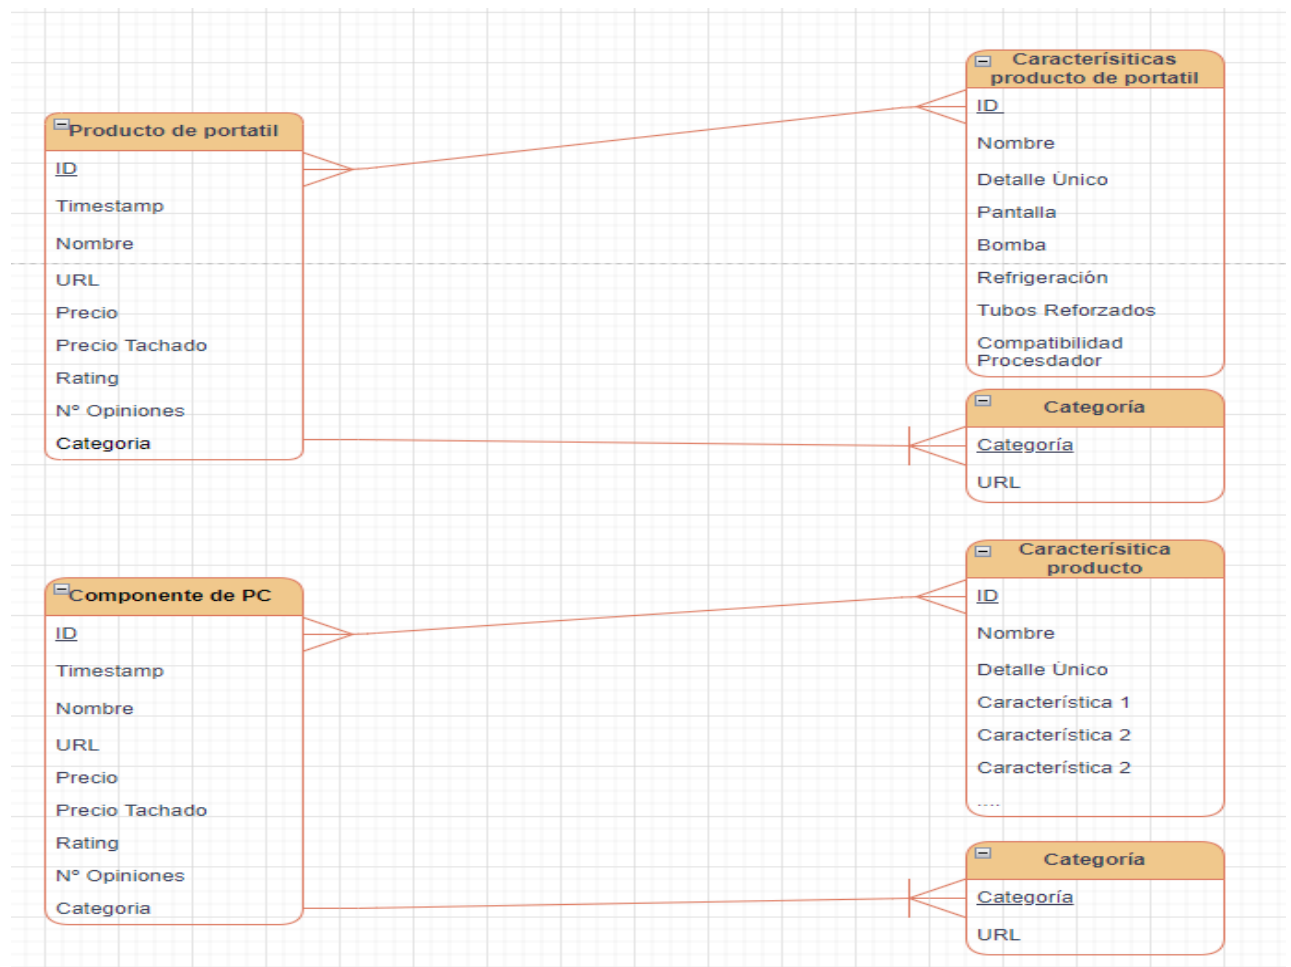 Producto de portatil
ID
Timestamp
Nombre
URL
Precio
Precio Tachado
Rating
Nº Opiniones
Categoria
Caracterísiticas
producto de portatil
ID
Nombre
Detalle Único
Pantalla
Bomba
Refrigeración
Tubos Reforzados
Compatibilidad
Procesdador
Categoría
Categoría
URL
Componente de PC
ID
Timestamp
Nombre
URL
Precio
Precio Tachado
Rating
Nº Opiniones
Categoria
Caracterísitica
producto
ID
Nombre
Detalle Único
Característica 1
Característica 2
Característica 2
....
Categoría
Categoría
URL